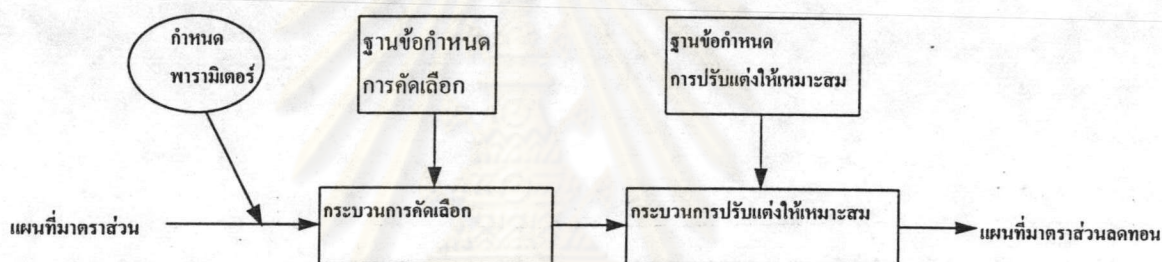 กำหนด
พารามิเตอร์
ฐานข้อกำหนด
การคัดเลือก
ฐานข้อกำหนด
การปรับแต่งให้เหมาะสม
แผนที่มาตราส่วน
กระบวนการคัดเลือก
กระบวนการปรับแต่งให้เหมาะสม
แผนที่มาตราส่วนลดทอน